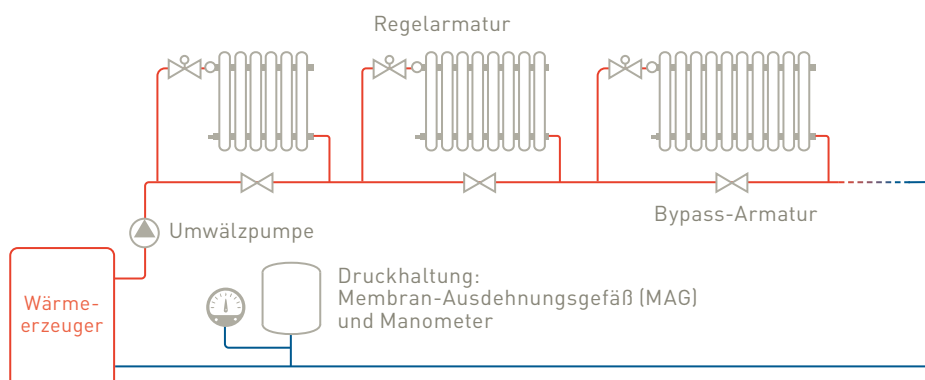 Regelarmatur
Bypass-Armatur
Umwälzpumpe
Wärme-
erzeuger
Druckhaltung:
Membran-Ausdehnungsgefäß (MAG)
und Manometer